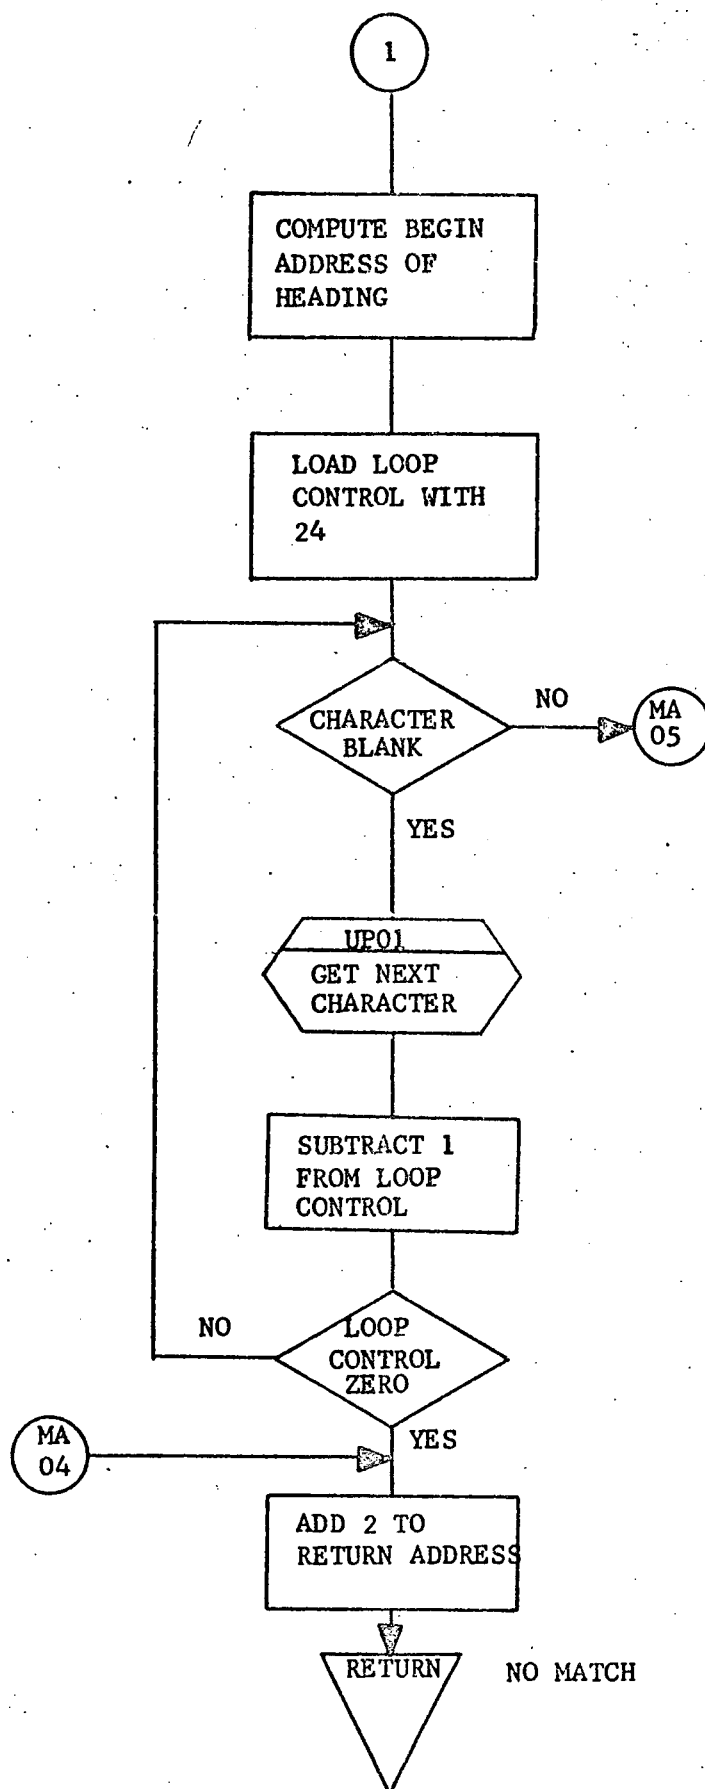 1
COMPUTE BEGIN
ADDRESS OF
HEADING
LOAD LOOP
CONTROL WITH
24
CHARACTER
BLANK
NO
MA
05
YES
UP01
GET NEXT
CHARACTER
SUBTRACT 1
FROM LOOP
CONTROL
LOOP
CONTROL
ZERO
NO
YES
MA
04
ADD 2 TO
RETURN ADDRESS
RETURN
NO MATCH